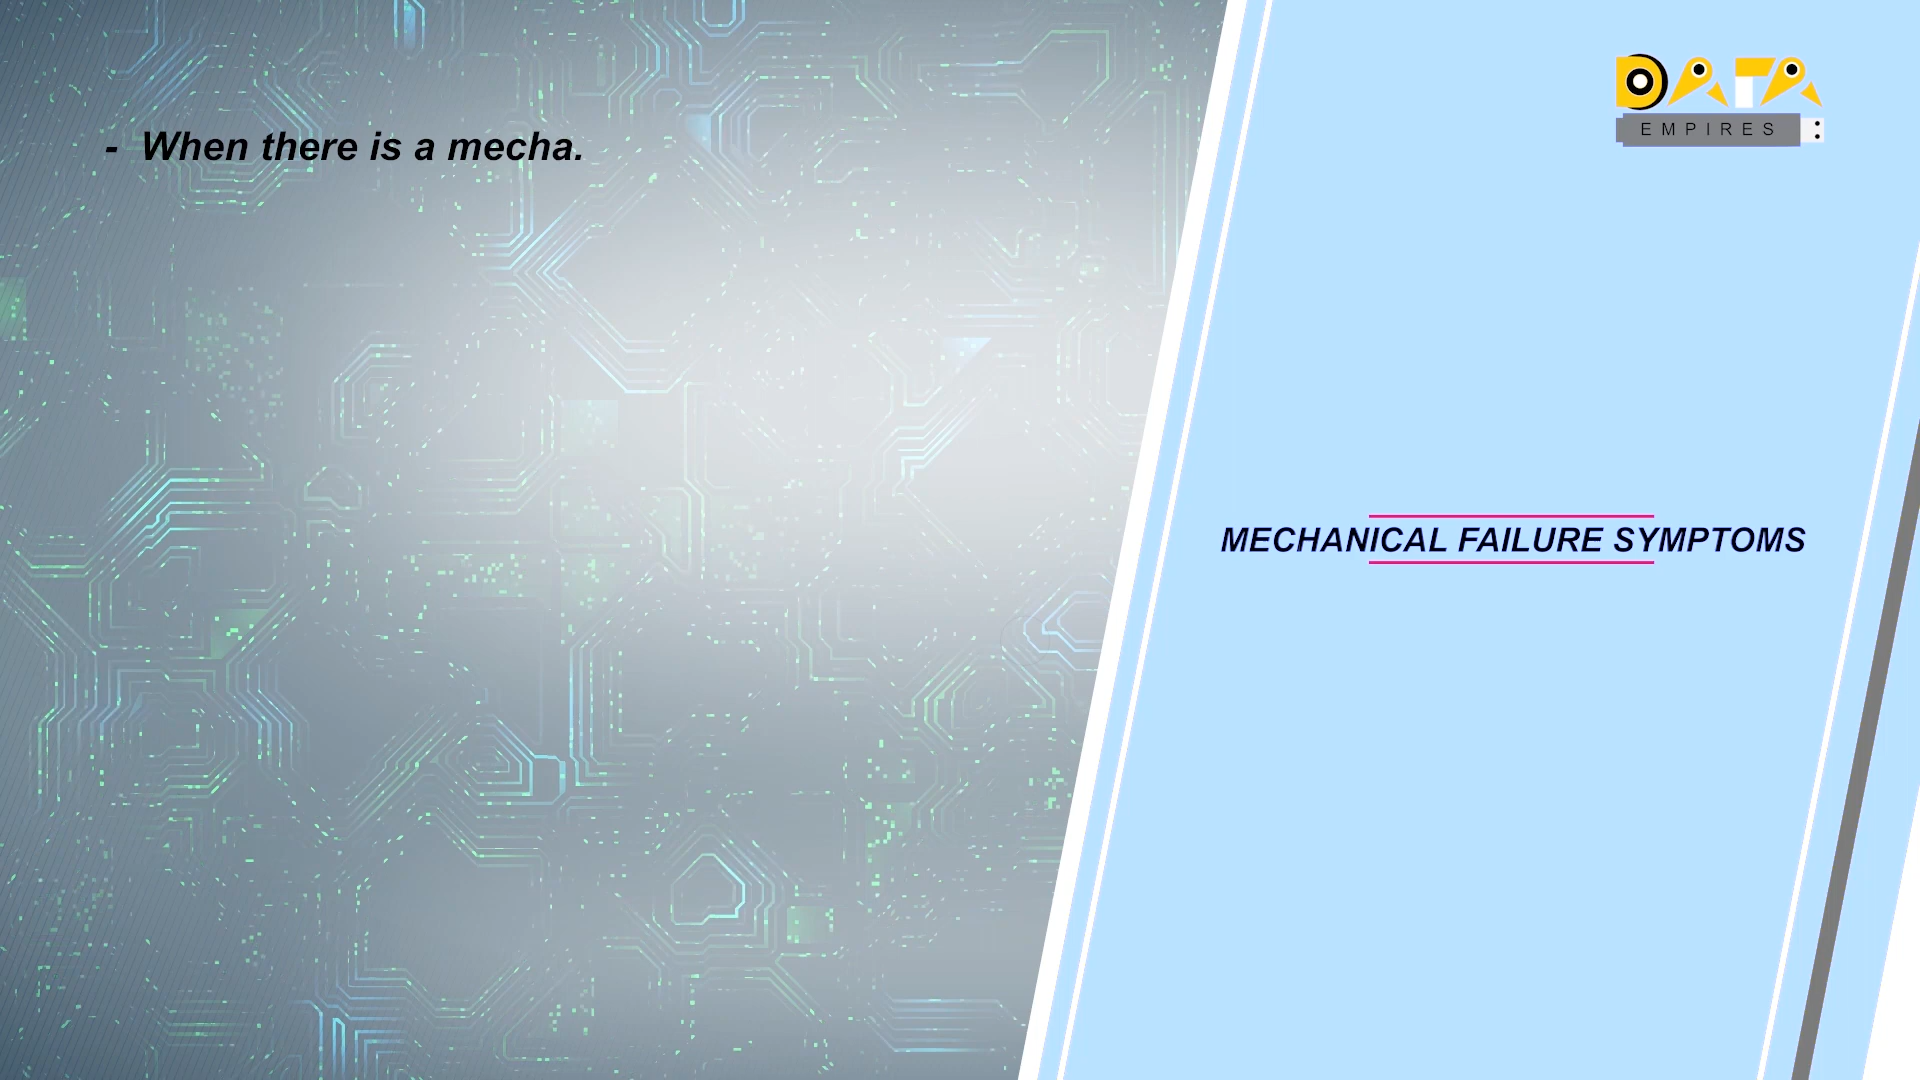 - When there is a mecha.
DATA
EMPIRES
MECHANICAL FAILURE SYMPTOMS